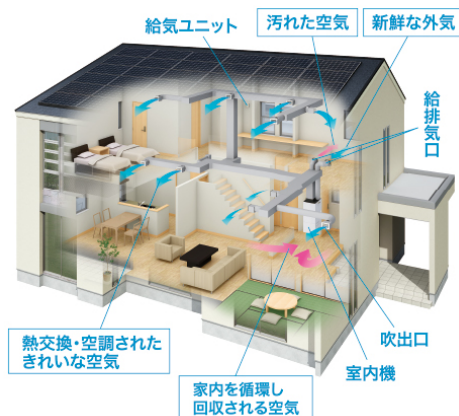 給気ユニット
汚れた空気
新鮮な外気
給排気口
吹出口
室内機
熱交換・空調された
きれいな空気
家内を循環し
回収される空気